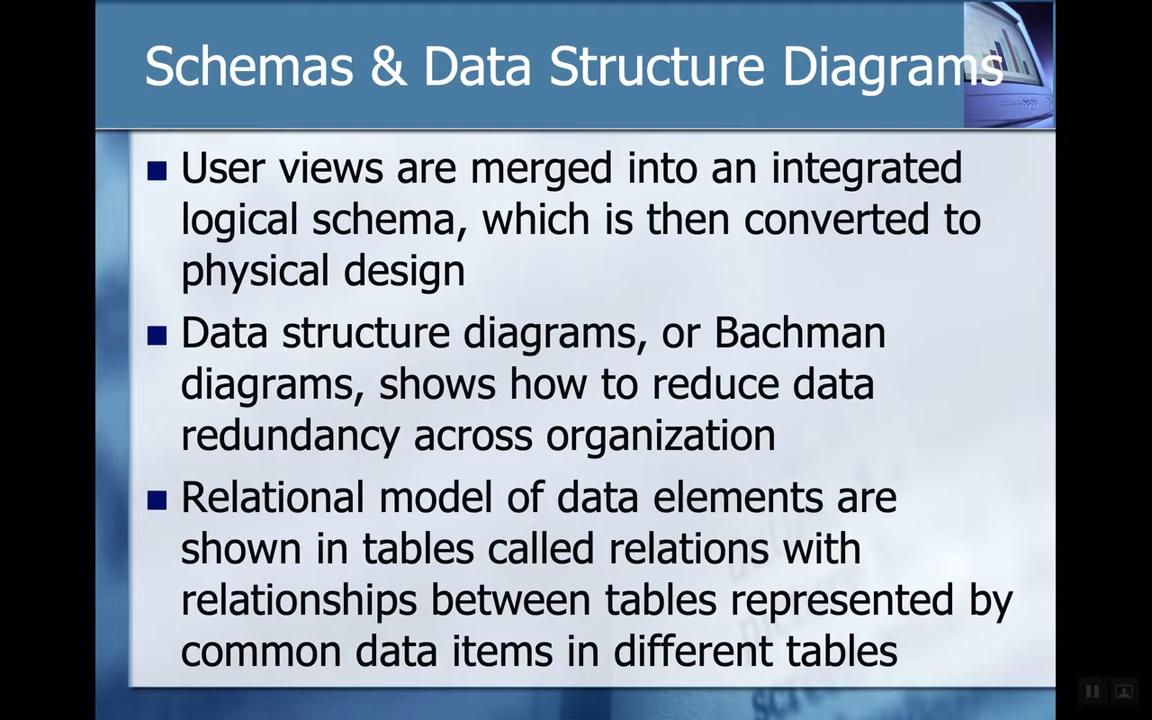 Schemas & Data Structure Diagrams
User views are merged into an integrated
logical schema, which is then converted to
physical design
Data structure diagrams, or Bachman
diagrams, shows how to reduce data
redundancy across organization
Relational model of data elements are
shown in tables called relations with
relationships between tables represented by
common data items in different tables